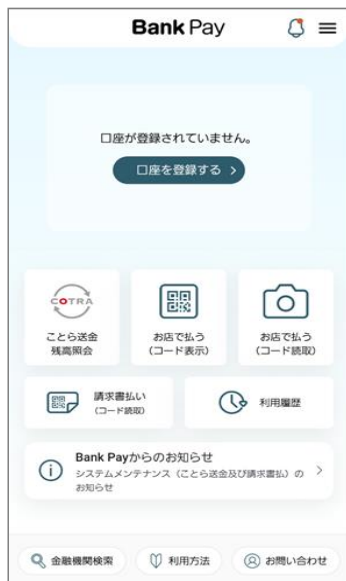 Bank Pay
口座が登録されていません。
口座を登録する
COTRA
ことら送金
残高照会
お店で払う
(コード表示)
お店で払う
(コード読取)
請求書払い
(コード読取)
利用履歴
Bank Payからのお知らせ
システムメンテナンス（ことら送金及び請求書払）の
お知らせ
金融機関検索
利用方法
お問い合わせ